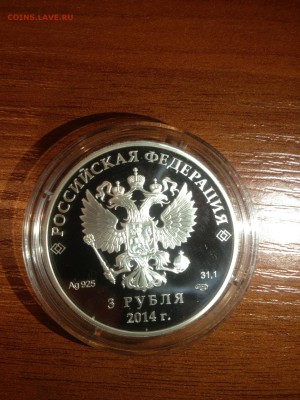 COINS.LAVE.RU
РОССИЙСКАЯ ФЕДЕРАЦИЯ
Ag 925
31,1
3 РУБЛЯ
2014 г.